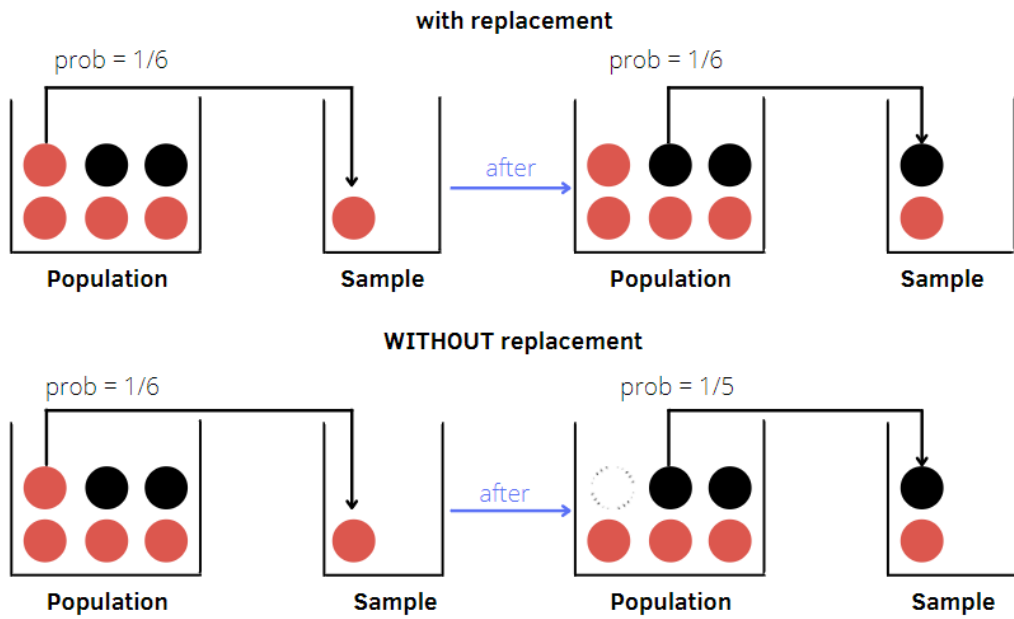 with replacement
prob = 1/6
prob = 1/6
after
Population
Sample
Population
Sample
WITHOUT replacement
prob = 1/6
prob = 1/5
after
Population
Sample
Population
Sample